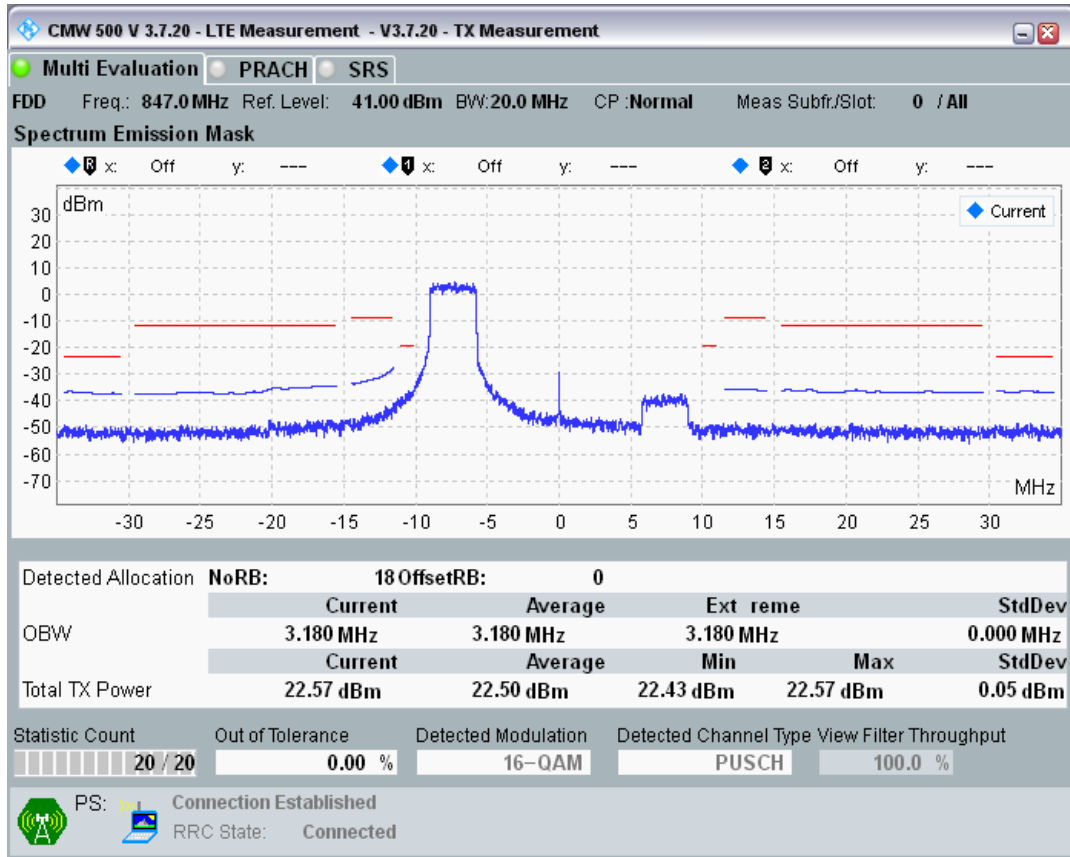 CMW 500 V 3.7.20 - LTE Measurement - V3.7.20 - TX Measurement
Multi Evaluation PRACH SRS
FDD Freq.: 847.0 MHz Ref. Level: 41.00 dBm BW:20.0 MHz CP :Normal Meas Subfr./Slot: 0 / All
Spectrum Emission Mask
R x: Off y: --- 1 x: Off y: --- 2 x: Off y: ---
dBm
Current
30
20
10
0
-10
-20
-30
-40
-50
-60
-70
MHz
-30 -25 -20 -15 -10 -5 0 5 10 15 20 25 30
Detected Allocation NoRB: 18 OffsetRB: 0
Current Average Ext reme StdDev
OBW 3.180 MHz 3.180 MHz 3.180 MHz 0.000 MHz
Current Average Min Max StdDev
Total TX Power 22.57 dBm 22.50 dBm 22.43 dBm 22.57 dBm 0.05 dBm
Statistic Count Out of Tolerance Detected Modulation Detected Channel Type View Filter Throughput
20 / 20 0.00 % 16-QAM PUSCH 100.0 %
PS: Connection Established
RRC State: Connected